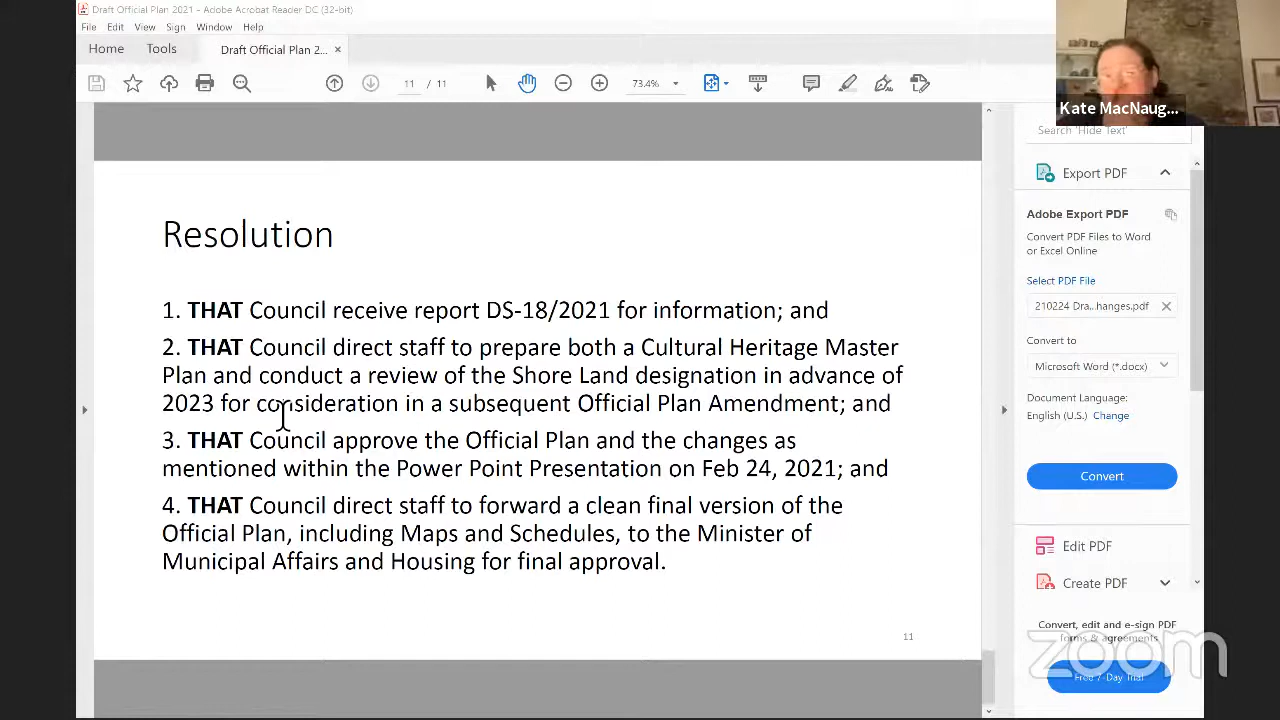 Draft Official Plan 2021 - Adobe Acrobat Reader DC (32-bit)
File Edit View Sign Window Help
Home Tools Draft Official Plan 2... ×
11 / 11 73.4%
Kate MacNaug...
Search 'Hide Text'
Resolution
1. THAT Council receive report DS-18/2021 for information; and
2. THAT Council direct staff to prepare both a Cultural Heritage Master
Plan and conduct a review of the Shore Land designation in advance of
2023 for consideration in a subsequent Official Plan Amendment; and
3. THAT Council approve the Official Plan and the changes as
mentioned within the Power Point Presentation on Feb 24, 2021; and
4. THAT Council direct staff to forward a clean final version of the
Official Plan, including Maps and Schedules, to the Minister of
Municipal Affairs and Housing for final approval.
11
Export PDF
Adobe Export PDF
Convert PDF Files to Word
or Excel Online
Select PDF File
210224 Dra...hanges.pdf ×
Convert to
Microsoft Word (*.docx)
Document Language:
English (U.S.) Change
Convert
Edit PDF
Create PDF
Convert, edit and e-sign PDF
forms & agreements
Free 7-Day Trial
zoom